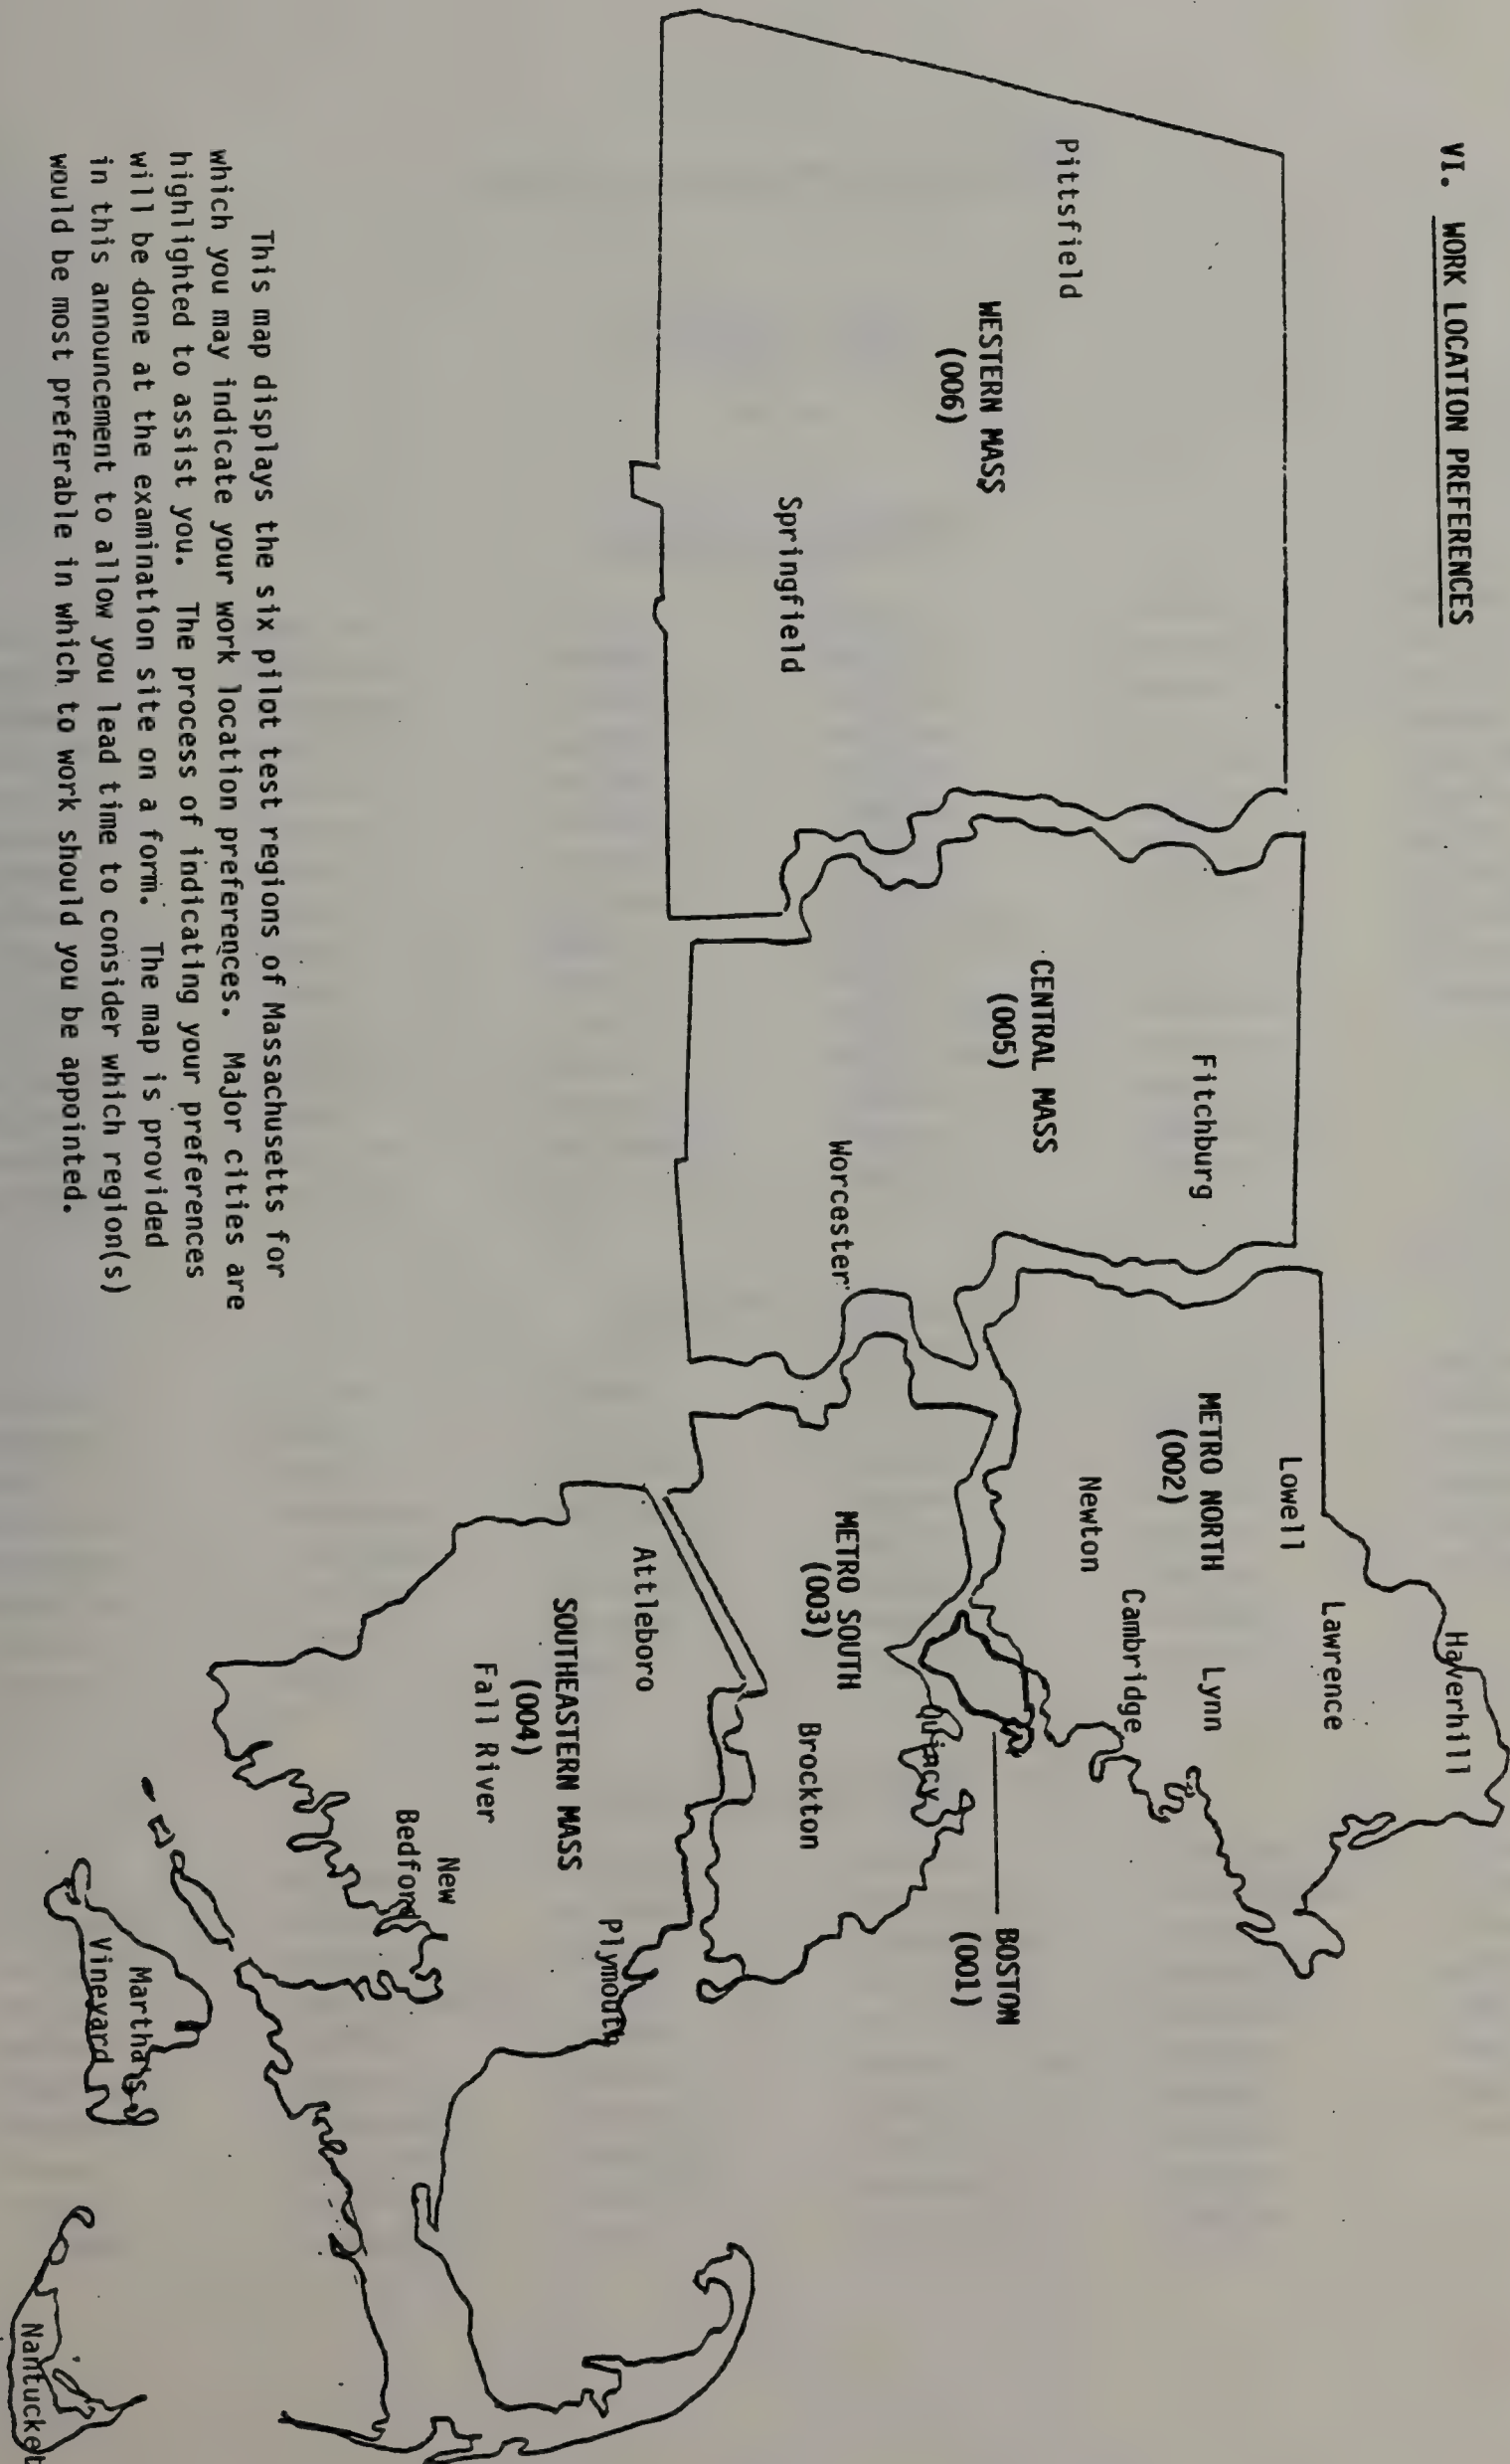 VI. WORK LOCATION PREFERENCES
Haverhill
Lawrence
Lowell
Lynn
METRO NORTH
(002)
Cambridge
Newton
Fitchburg
CENTRAL MASS
(005)
Worcester
Pittsfield
WESTERN MASS
(006)
Springfield
BOSTON
(001)
Quincy
METRO SOUTH
(003)
Brockton
Attleboro
Plymouth
SOUTHEASTERN MASS
(004)
Fall River
New
Bedford
Martha's
Vineyard
Nantucket
This map displays the six pilot test regions of Massachusetts for
which you may indicate your work location preferences. Major cities are
highlighted to assist you. The process of indicating your preferences
will be done at the examination site on a form. The map is provided
in this announcement to allow you lead time to consider which region(s)
would be most preferable in which to work should you be appointed.